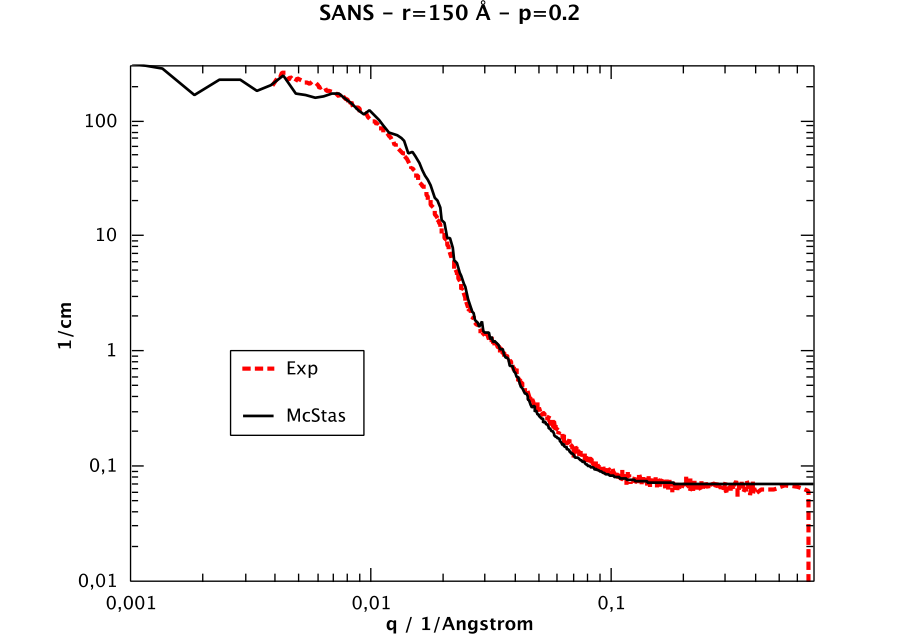 SANS – r=150 Å – p=0.2
100
10
1
0,1
0,01
1/cm
Exp
McStas
0,001
0,01
0,1
q / 1/Angstrom